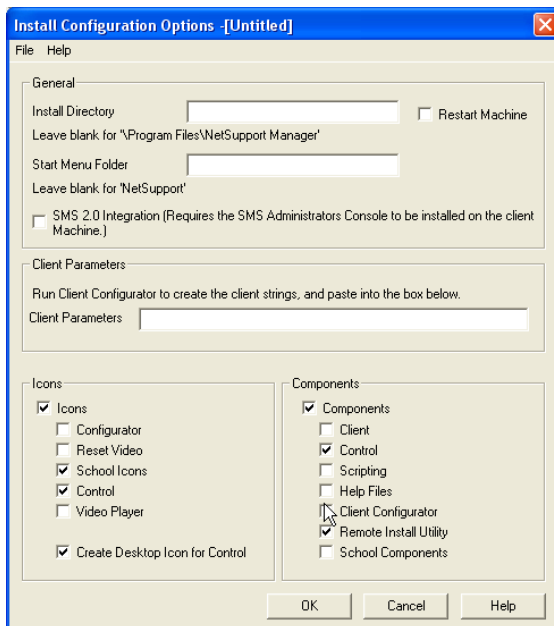 Install Configuration Options -[Untitled]
File Help
General
Install Directory
Restart Machine
Leave blank for "\Program Files\NetSupport Manager'
Start Menu Folder
Leave blank for 'NetSupport'
SMS 2.0 Integration (Requires the SMS Administrators Console to be installed on the client
Machine.)
Client Parameters
Run Client Configurator to create the client strings, and paste into the box below.
Client Parameters
Icons
Icons
Configurator
Reset Video
School Icons
Control
Video Player
Create Desktop Icon for Control
Components
Components
Client
Control
Scripting
Help Files
Client Configurator
Remote Install Utility
School Components
OK Cancel Help